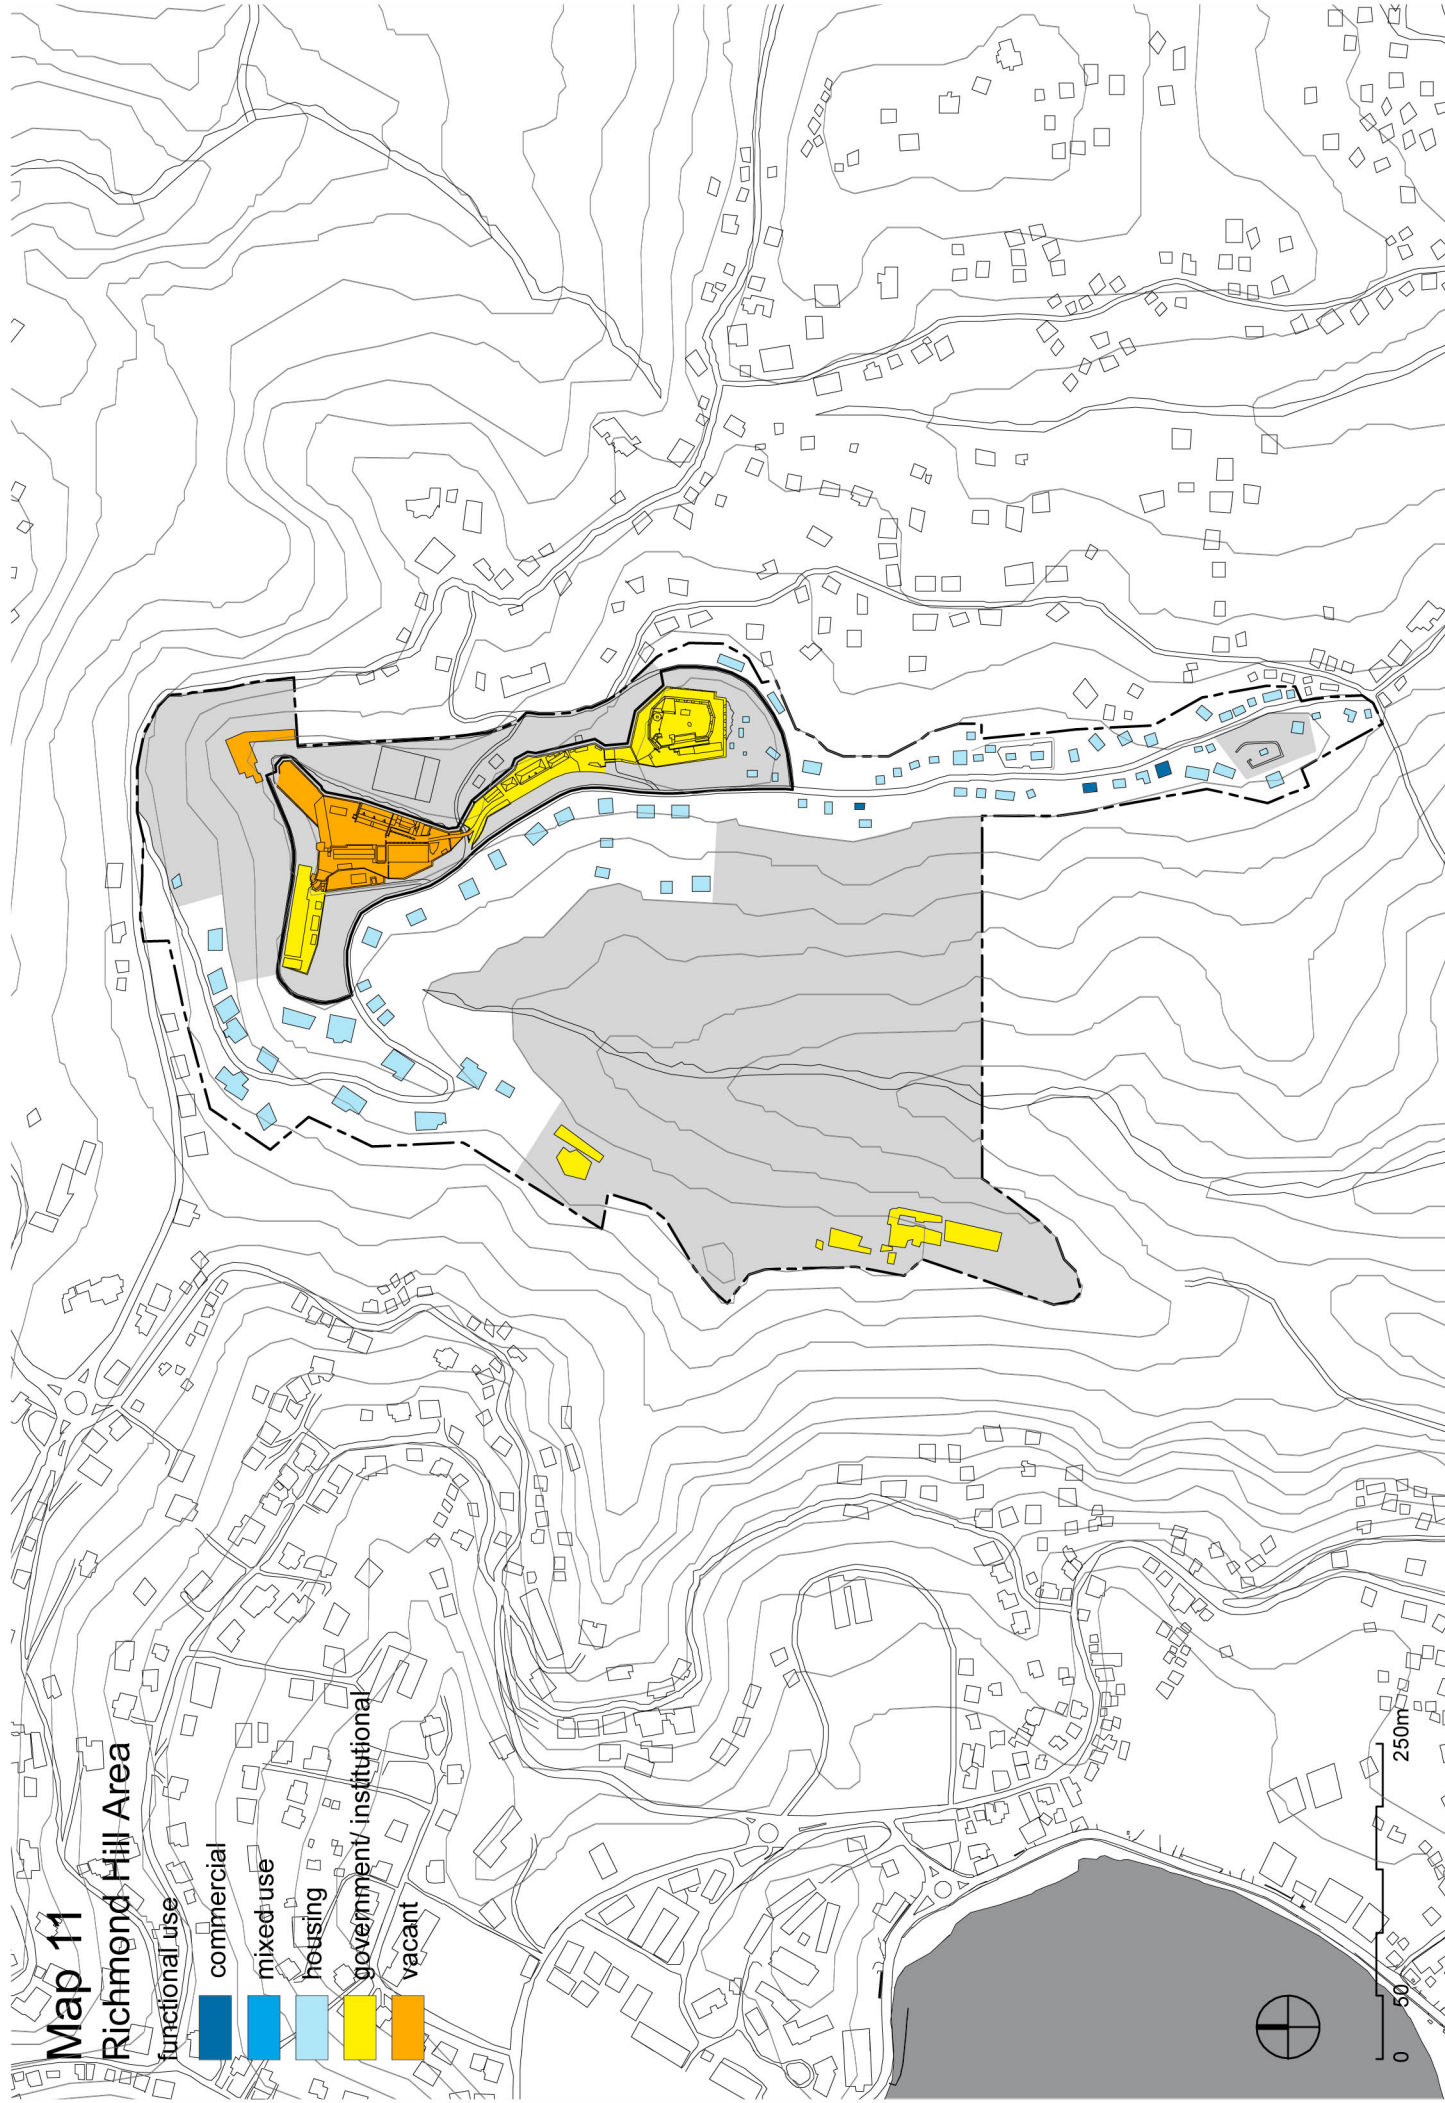 Map 11
Richmond Hill Area
functional use
commercial
mixed use
housing
government/ institutional
vacant
0 50 250m